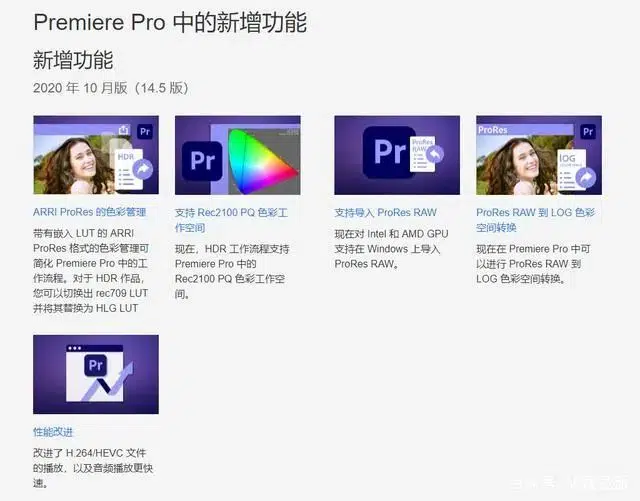 Premiere Pro 中的新增功能
新增功能
2020 年 10 月版（14.5 版）
Pr
HDR
ARRI ProRes 的色彩管理
带有嵌入 LUT 的 ARRI
ProRes 格式的色彩管理可
简化 Premiere Pro 中的工
作流程。对于 HDR 作品，
您可以切换出 rec709 LUT
并将其替换为 HLG LUT
Pr
支持 Rec2100 PQ 色彩工
作空间
现在，HDR 工作流程支持
Premiere Pro 中的
Rec2100 PQ 色彩工作空
间。
Pr
ProRes
RAW
支持导入 ProRes RAW
现在对 Intel 和 AMD GPU
支持在 Windows 上导入
ProRes RAW。
ProRes
Pr
lOG
ProRes RAW 到 LOG 色彩
空间转换
现在在 Premiere Pro 中可
以进行 ProRes RAW 到
LOG 色彩空间转换。
Pr
性能改进
改进了 H.264/HEVC 文件
的播放，以及音频播放更快
速。